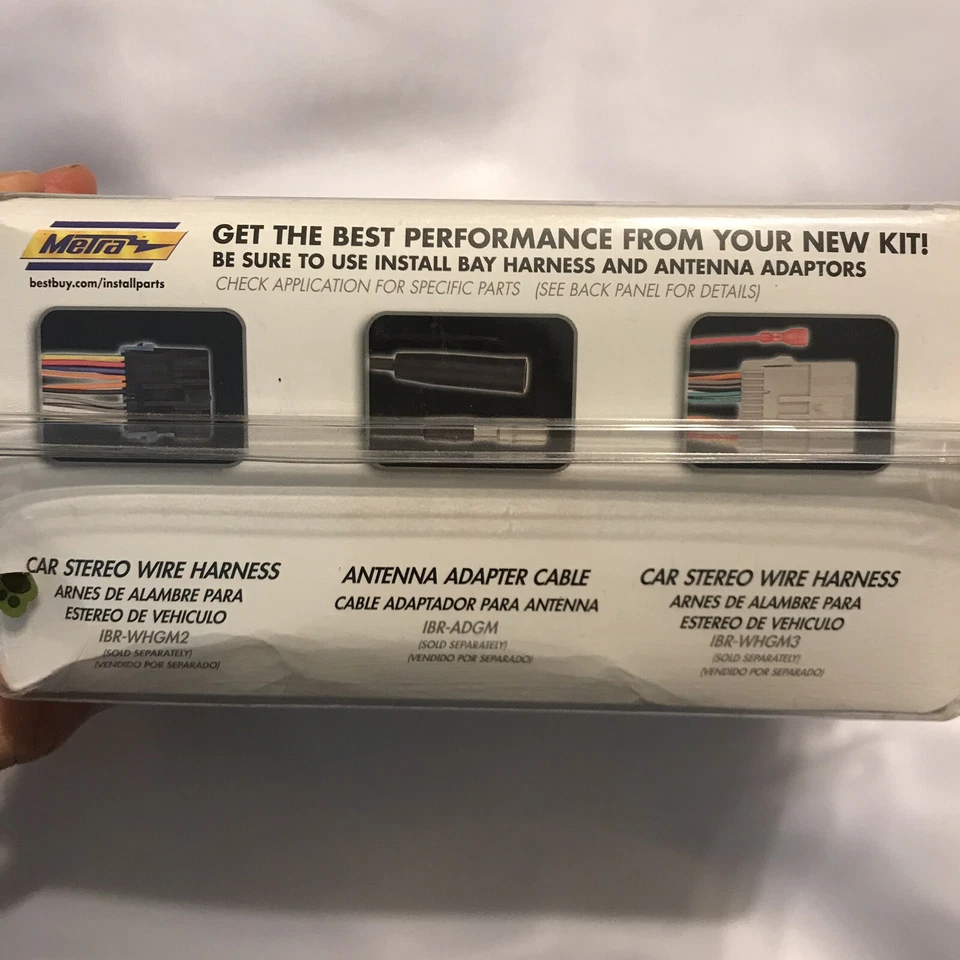 Metra
bestbuy.com/installparts
GET THE BEST PERFORMANCE FROM YOUR NEW KIT!
BE SURE TO USE INSTALL BAY HARNESS AND ANTENNA ADAPTORS
CHECK APPLICATION FOR SPECIFIC PARTS (SEE BACK PANEL FOR DETAILS)
CAR STEREO WIRE HARNESS
ARNES DE ALAMBRE PARA
ESTEREO DE VEHICULO
IBR-WHGM2
(SOLD SEPARATELY)
(VENDIDO POR SEPARADO)
ANTENNA ADAPTER CABLE
CABLE ADAPTADOR PARA ANTENNA
IBR-ADGM
(SOLD SEPARATELY)
(VENDIDO POR SEPARADO)
CAR STEREO WIRE HARNESS
ARNES DE ALAMBRE PARA
ESTEREO DE VEHICULO
IBR-WHGM3
(SOLD SEPARATELY)
(VENDIDO POR SEPARADO)